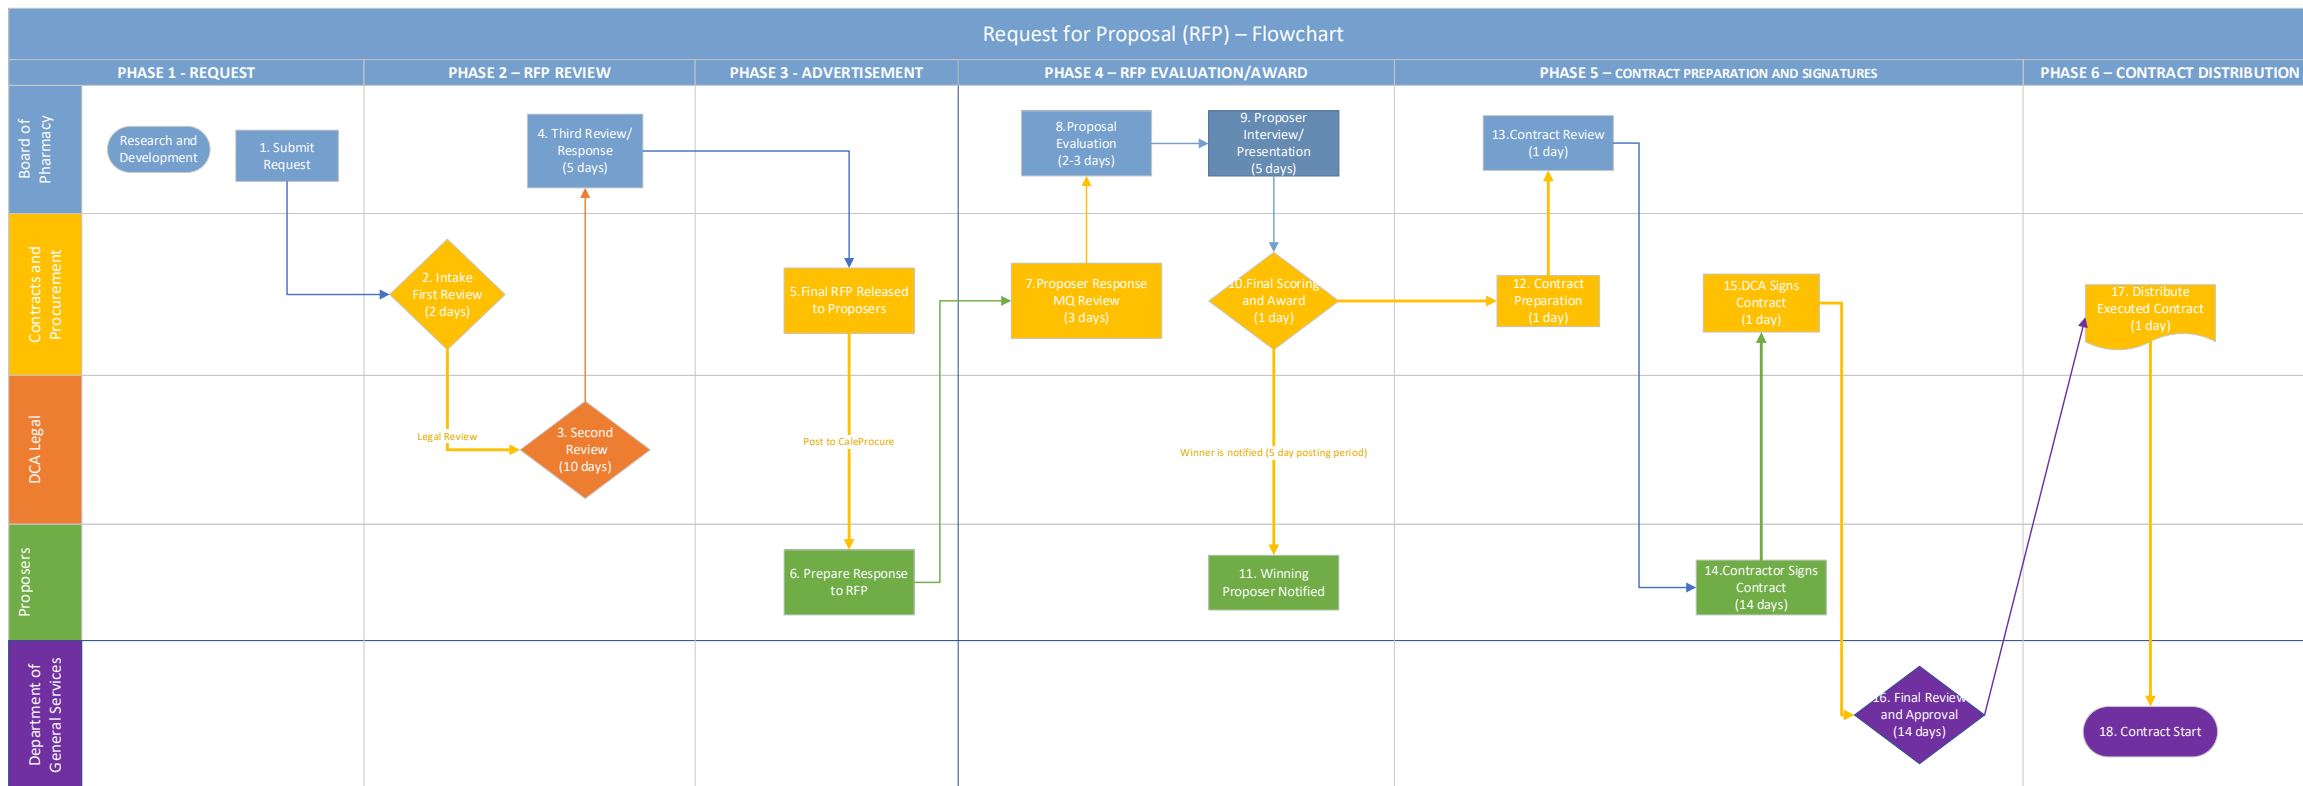 Request for Proposal (RFP) – Flowchart
PHASE 1 - REQUEST
PHASE 2 – RFP REVIEW
PHASE 3 - ADVERTISEMENT
PHASE 4 – RFP EVALUATION/AWARD
PHASE 5 – CONTRACT PREPARATION AND SIGNATURES
PHASE 6 – CONTRACT DISTRIBUTION
Board of
Pharmacy
Research and
Development
1. Submit
Request
4. Third Review/
Response
(5 days)
8.Proposal
Evaluation
(2-3 days)
9. Proposer
Interview/
Presentation
(5 days)
13.Contract Review
(1 day)
Contracts and
Procurement
2. Intake
First Review
(2 days)
5.Final RFP Released
to Proposers
7.Proposer Response
MQ Review
(3 days)
10.Final Scoring
and Award
(1 day)
12. Contract
Preparation
(1 day)
15.DCA Signs
Contract
(1 day)
17. Distribute
Executed Contract
(1 day)
DCA Legal
Legal Review
3. Second
Review
(10 days)
Post to CaleProcure
Winner is notified (5 day posting period)
Proposers
6. Prepare Response
to RFP
11. Winning
Proposer Notified
14.Contractor Signs
Contract
(14 days)
Department of
General Services
16. Final Review
and Approval
(14 days)
18. Contract Start